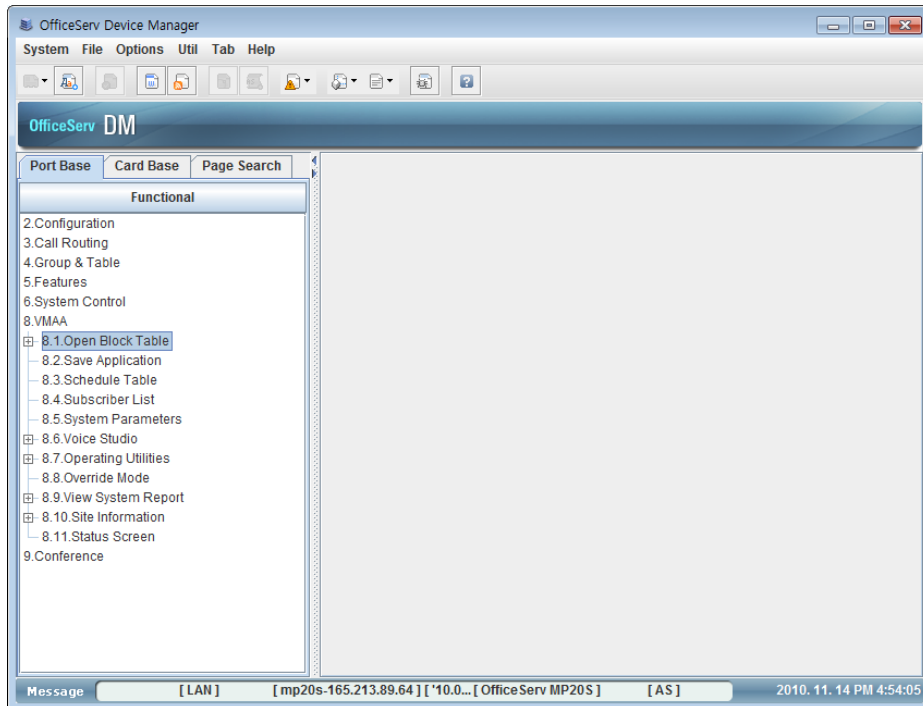 OfficeServ Device Manager
System File Options Util Tab Help
OfficeServ DM
Port Base Card Base Page Search
Functional
2.Configuration
3.Call Routing
4.Group & Table
5.Features
6.System Control
8.VMAA
8.1.Open Block Table
8.2.Save Application
8.3.Schedule Table
8.4.Subscriber List
8.5.System Parameters
8.6.Voice Studio
8.7.Operating Utilities
8.8.Override Mode
8.9.View System Report
8.10.Site Information
8.11.Status Screen
9.Conference
Message [ LAN ] [ mp20s-165.213.89.64 ] [ '10.0... [ OfficeServ MP20S ] [ AS ] 2010. 11. 14 PM 4:54:05